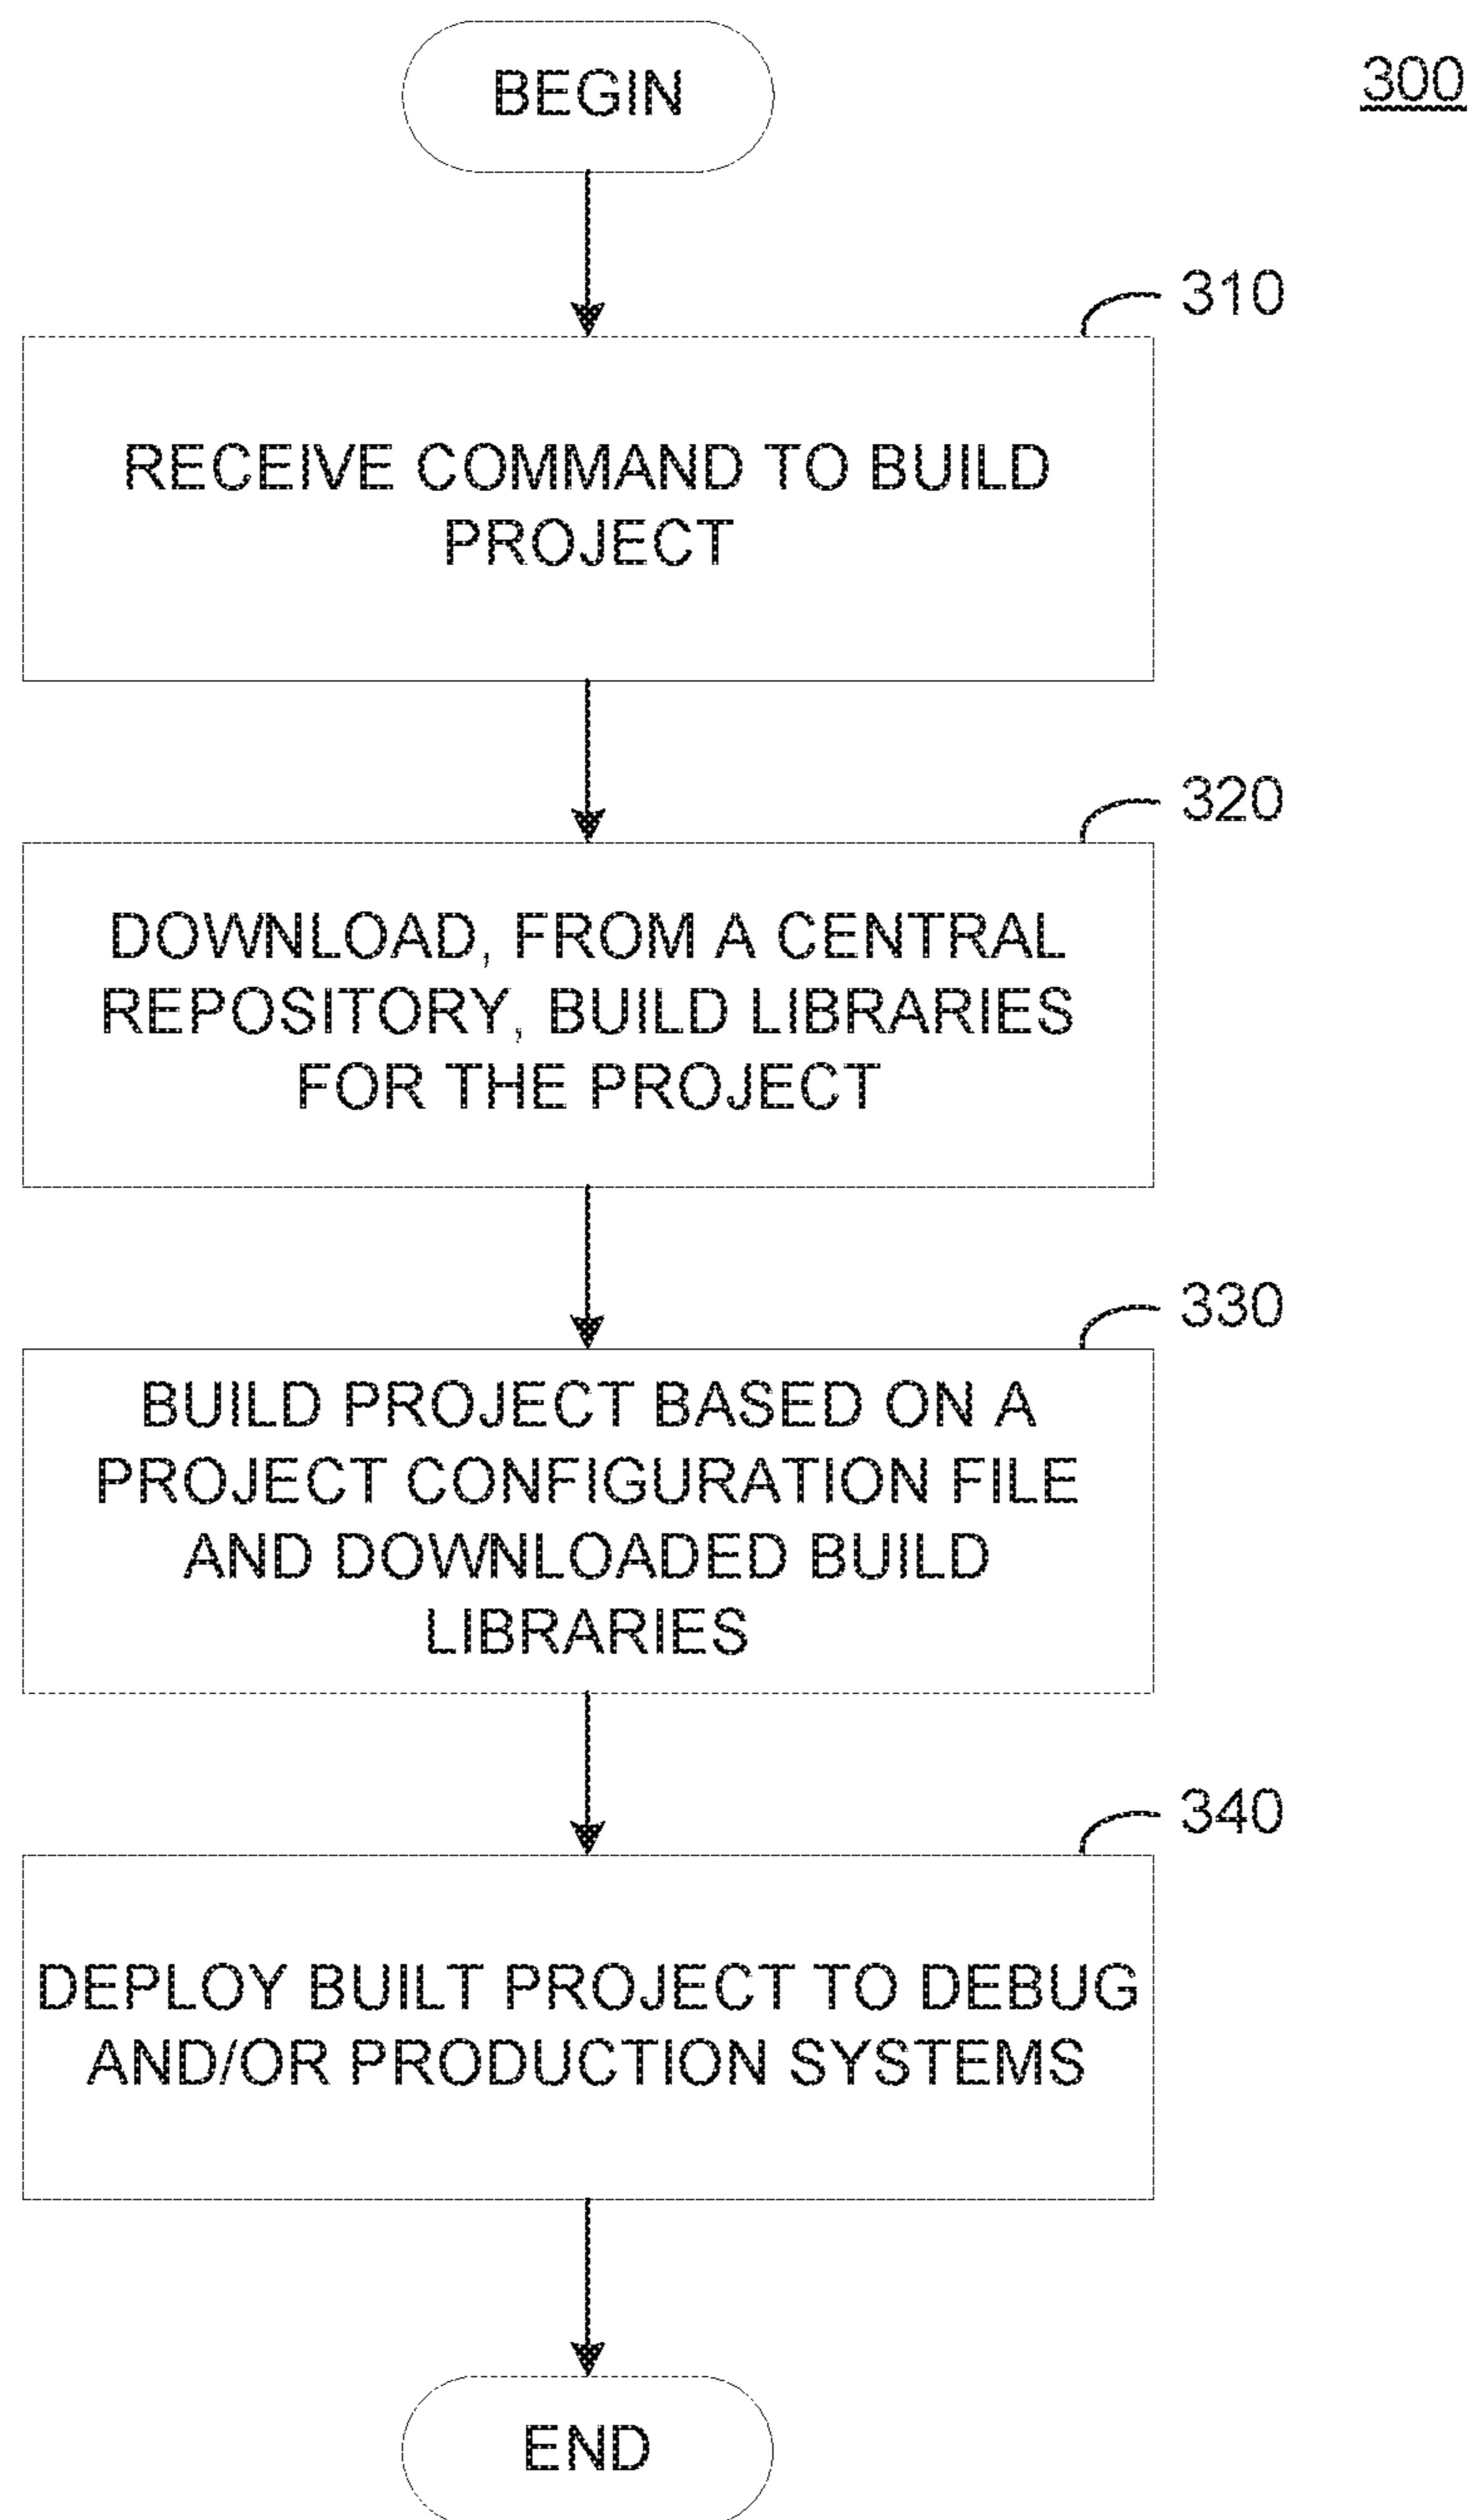 BEGIN
300
310
RECEIVE COMMAND TO BUILD
PROJECT
320
DOWNLOAD, FROM A CENTRAL
REPOSITORY, BUILD LIBRARIES
FOR THE PROJECT
330
BUILD PROJECT BASED ON A
PROJECT CONFIGURATION FILE
AND DOWNLOADED BUILD
LIBRARIES
340
DEPLOY BUILT PROJECT TO DEBUG
AND/OR PRODUCTION SYSTEMS
END